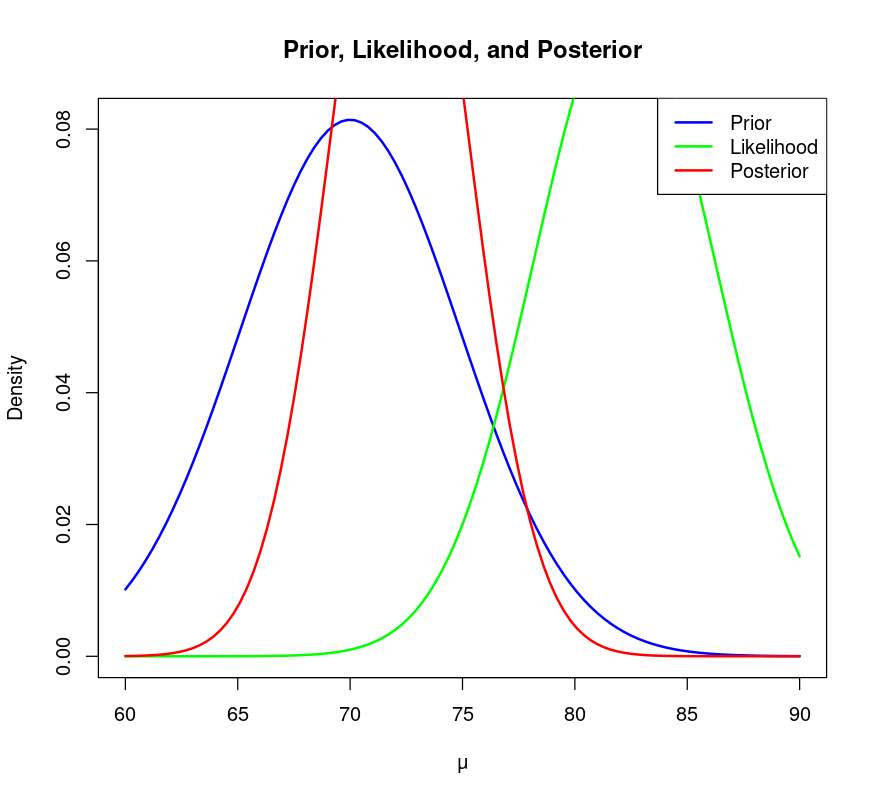 Prior, Likelihood, and Posterior
Prior
Likelihood
Posterior
Density
0.08
0.06
0.04
0.02
0.00
60 65 70 75 80 85 90
μ